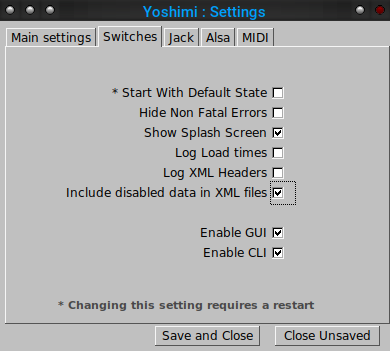 Yoshimi : Settings
Main settings Switches Jack Alsa MIDI
* Start With Default State
Hide Non Fatal Errors
Show Splash Screen
Log Load times
Log XML Headers
Include disabled data in XML files
Enable GUI
Enable CLI
* Changing this setting requires a restart
Save and Close Close Unsaved